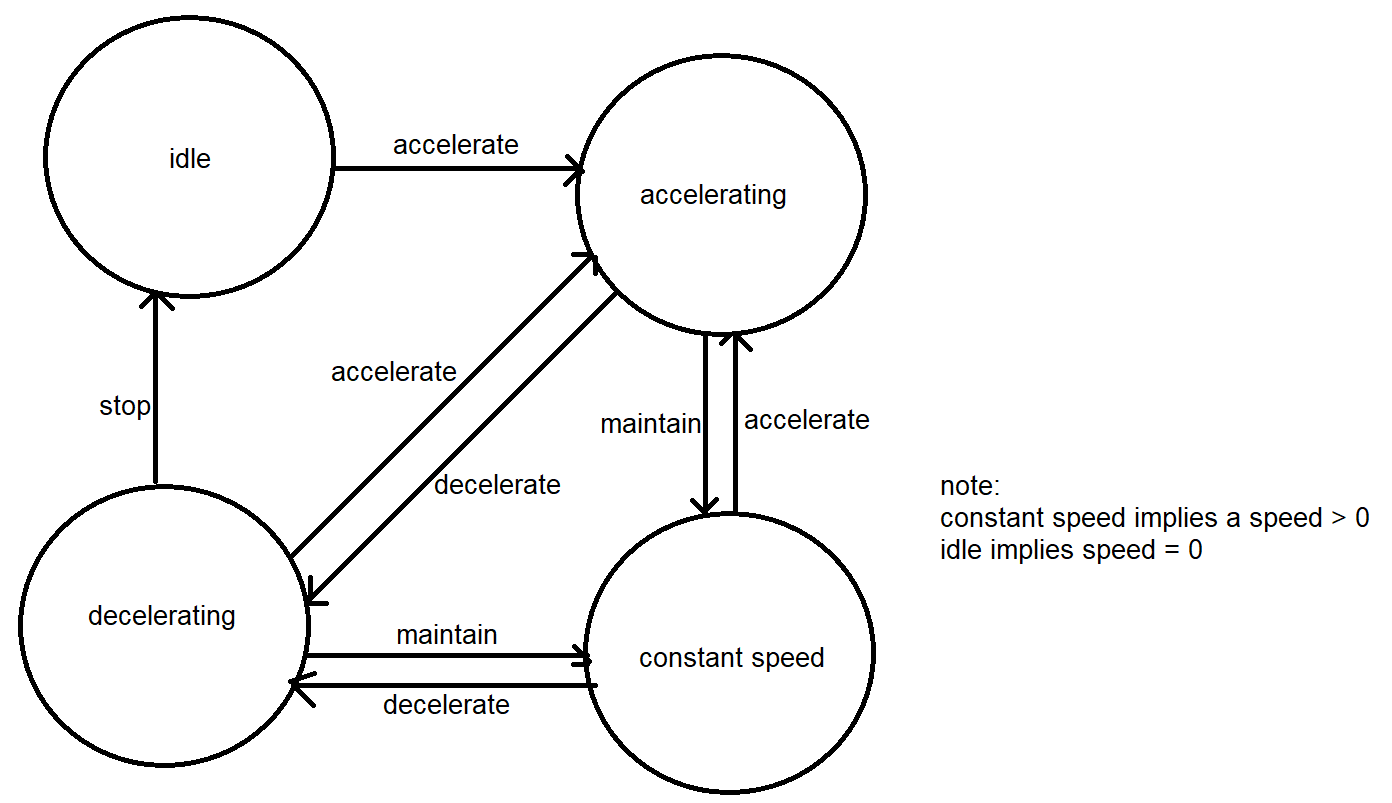 idle
accelerate
accelerating
accelerate
stop
maintain
accelerate
decelerate
note:
constant speed implies a speed > 0
idle implies speed = 0
decelerating
maintain
constant speed
decelerate